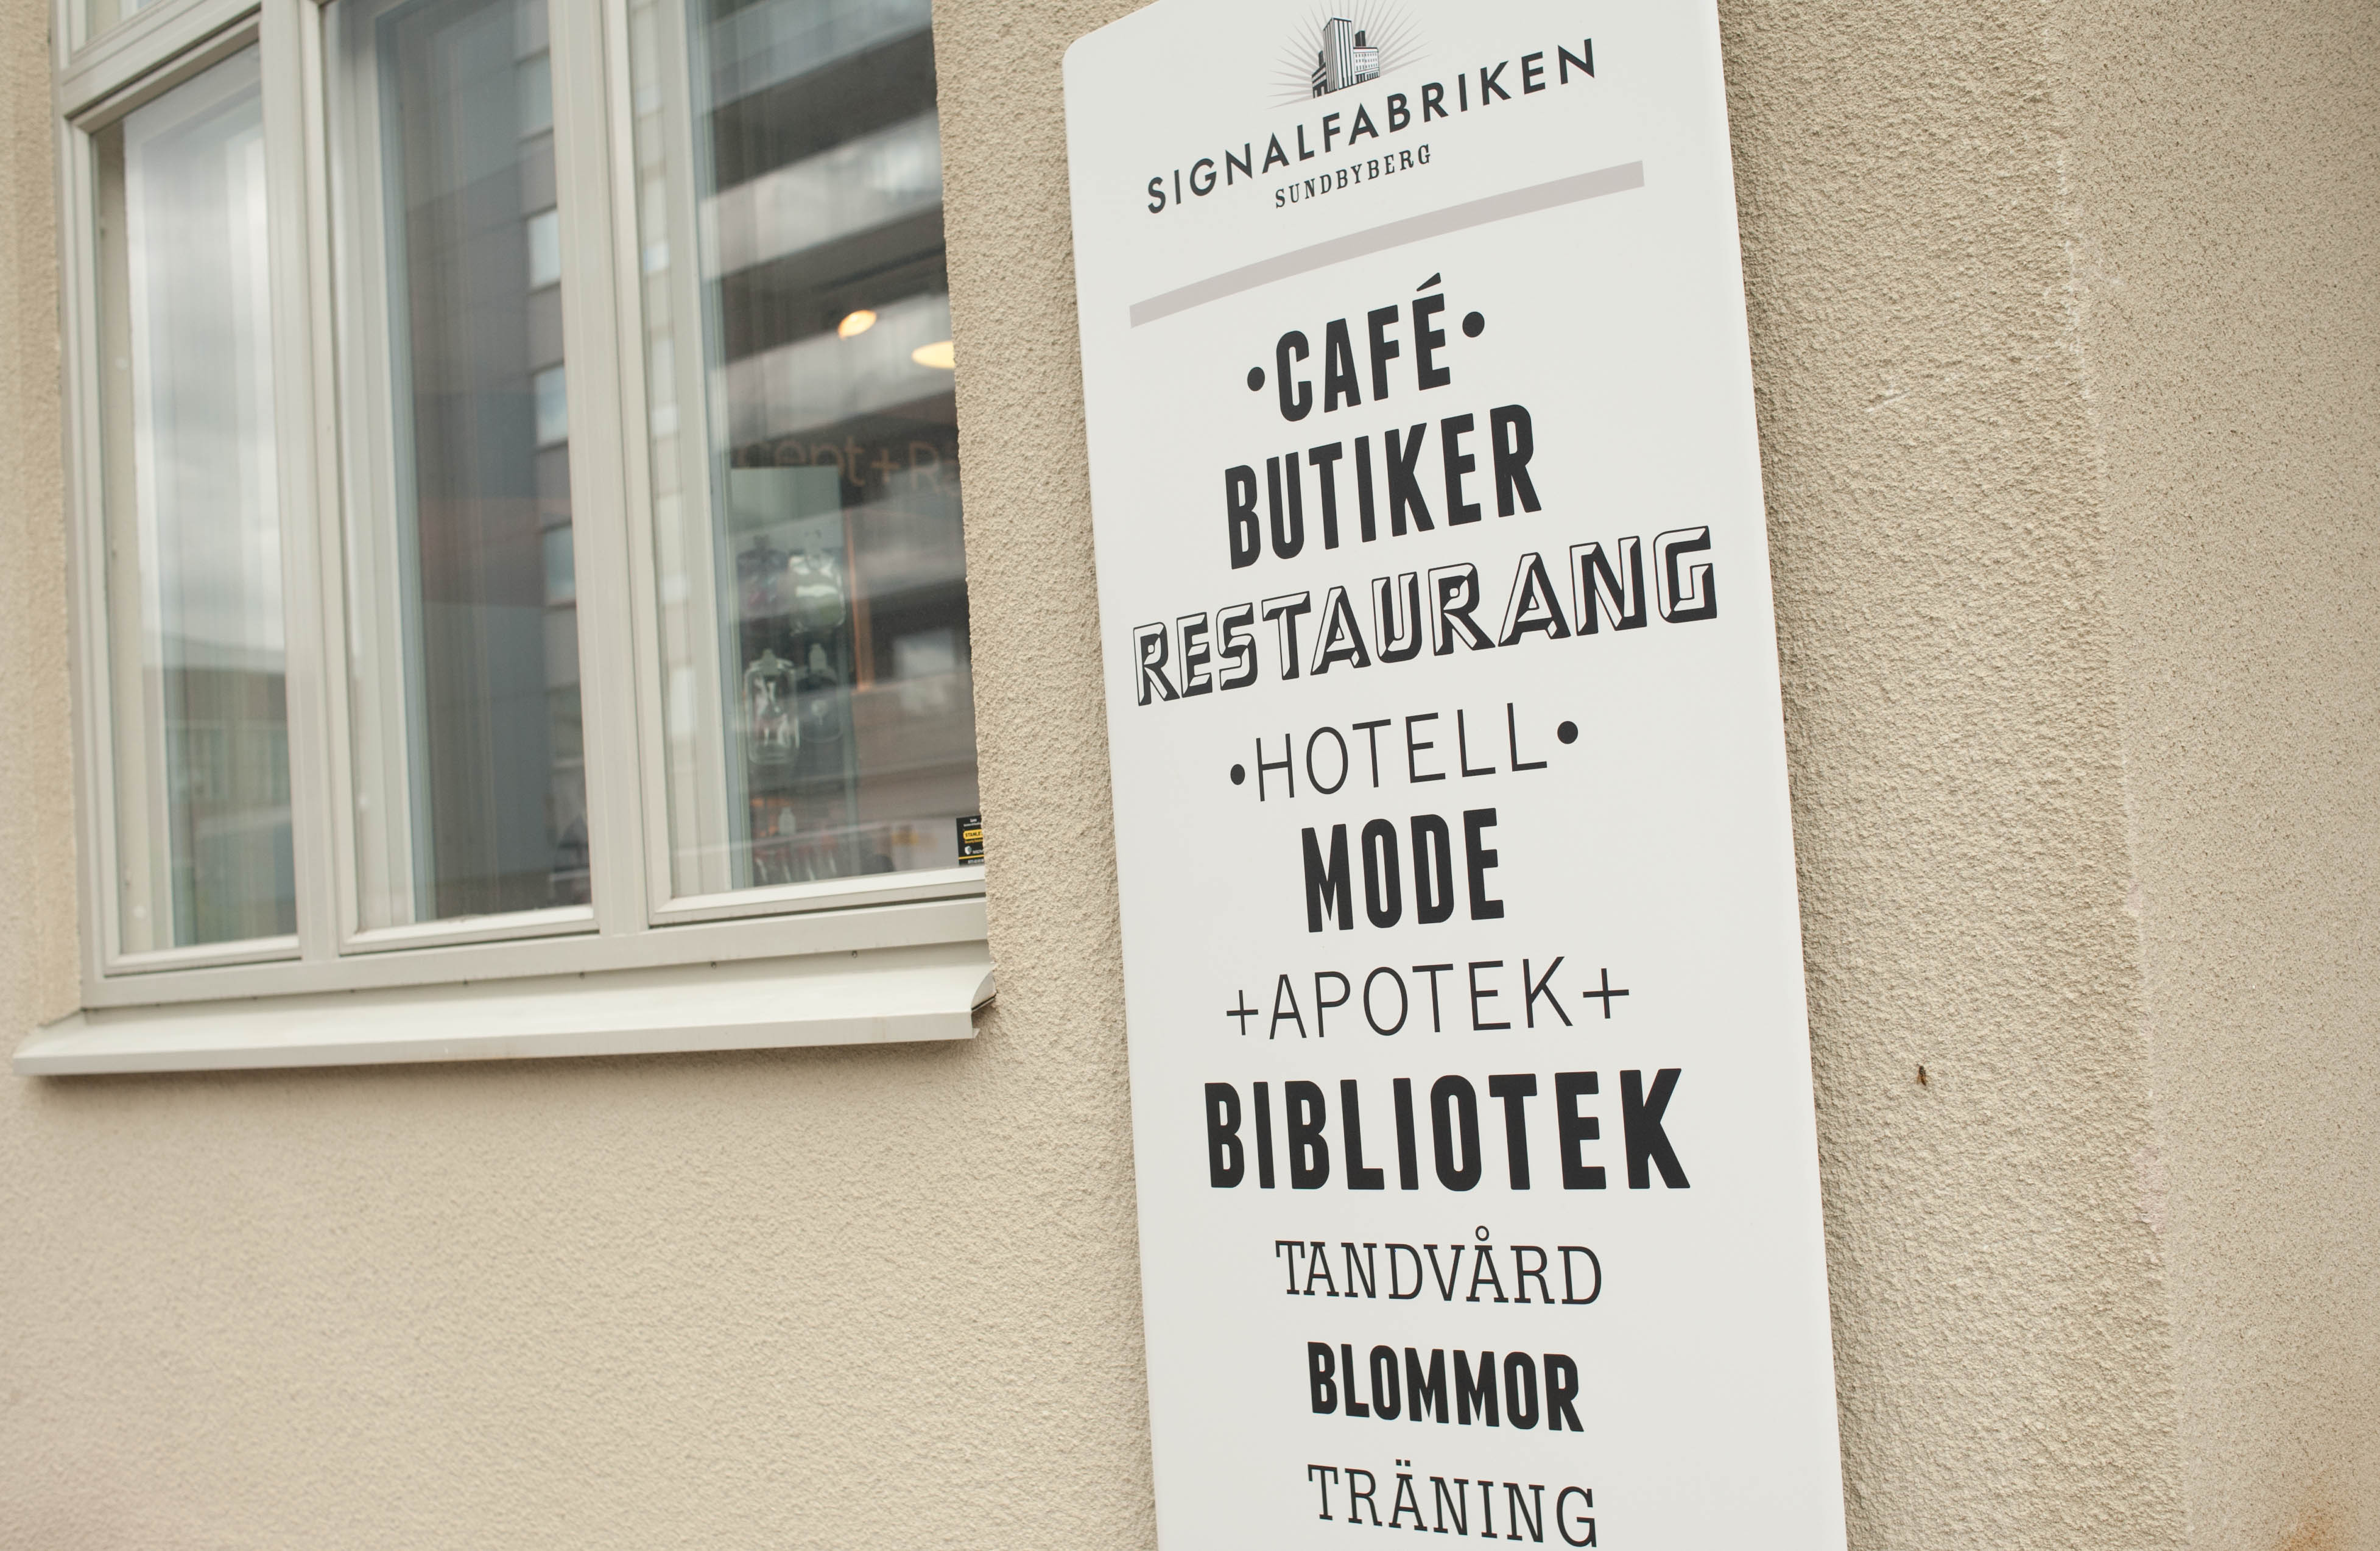 SIGNALFABRIKEN
SUNDBYBERG
•CAFÉ•
BUTIKER
RESTAURANG
•HOTELL•
MODE
+APOTEK+
BIBLIOTEK
TANDVÅRD
BLOMMOR
TRÄNING